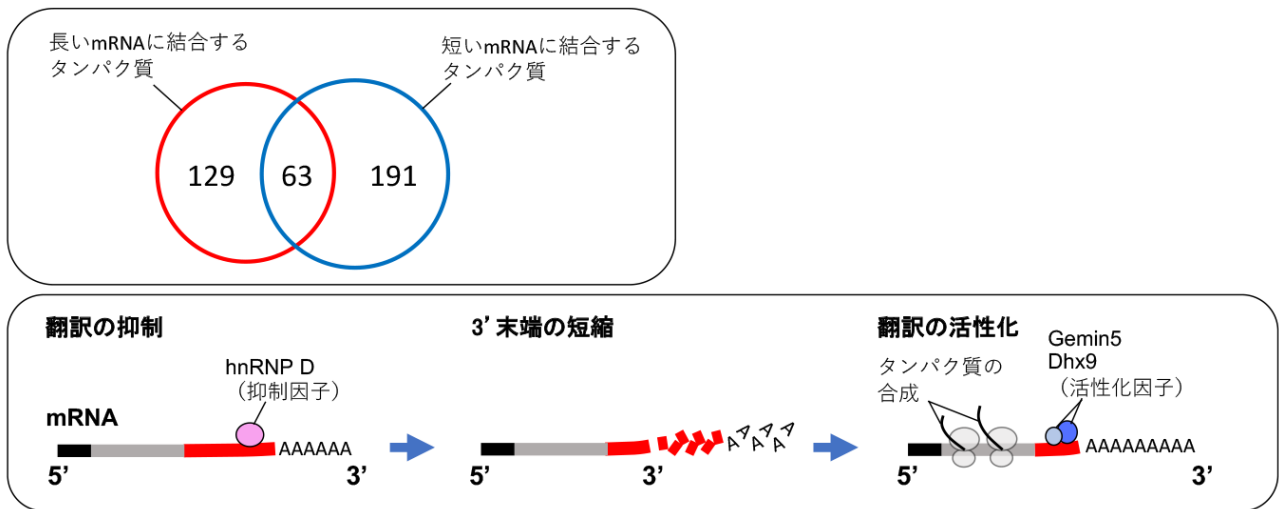 長いmRNAに結合する
タンパク質
短いmRNAに結合する
タンパク質
129
63
191
翻訳の抑制
hnRNP D
（抑制因子）
mRNA
AAAAAA
5’
3’
3’ 末端の短縮
AAAAA
5’
3’
翻訳の活性化
タンパク質の
合成
Gemin5
Dhx9
（活性化因子）
AAAAAAAAA
5’
3’